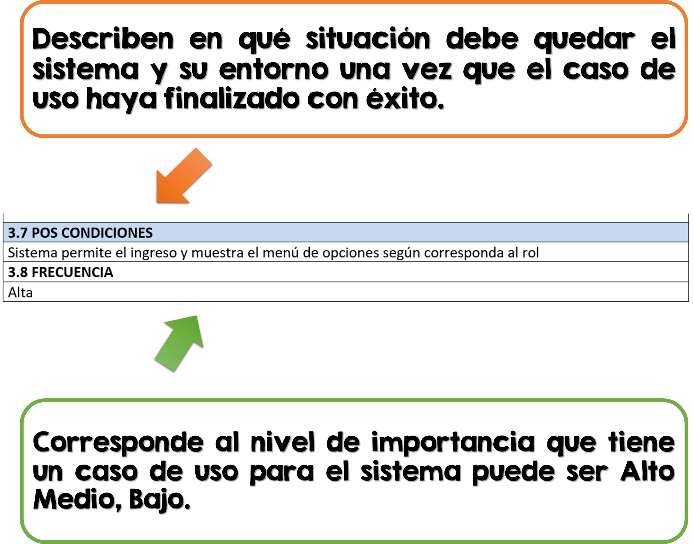 Describen en qué situación debe quedar el
sistema y su entorno una vez que el caso de
uso haya finalizado con éxito.
3.7 POS CONDICIONES
Sistema permite el ingreso y muestra el menú de opciones según corresponda al rol
3.8 FRECUENCIA
Alta
Corresponde al nivel de importancia que tiene
un caso de uso para el sistema puede ser Alto
Medio, Bajo.